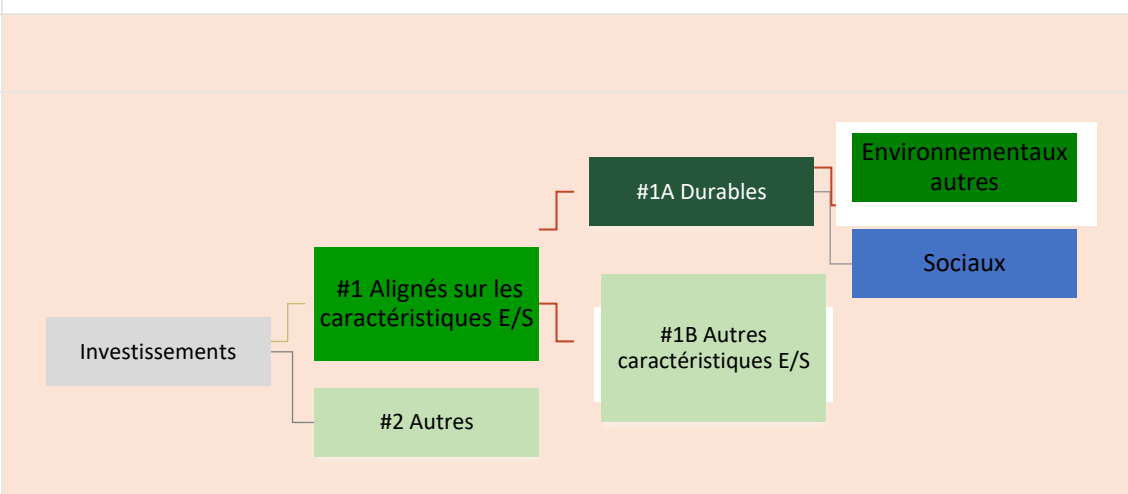 Investissements
#1 Alignés sur les
caractéristiques E/S
#2 Autres
#1A Durables
#1B Autres
caractéristiques E/S
Environnementaux
autres
Sociaux